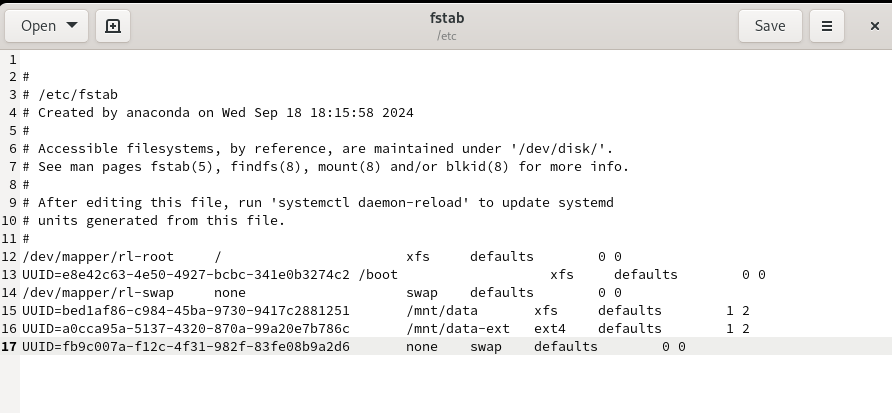 Open
fstab
/etc
Save
1
2 #
3 # /etc/fstab
4 # Created by anaconda on Wed Sep 18 18:15:58 2024
5 #
6 # Accessible filesystems, by reference, are maintained under '/dev/disk/'.
7 # See man pages fstab(5), findfs(8), mount(8) and/or blkid(8) for more info.
8 #
9 # After editing this file, run 'systemctl daemon-reload' to update systemd
10 # units generated from this file.
11 #
12 /dev/mapper/rl-root     /                       xfs     defaults        0 0
13 UUID=e8e42c63-4e50-4927-bcbc-341e0b3274c2 /boot                   xfs     defaults        0 0
14 /dev/mapper/rl-swap     none                    swap    defaults        0 0
15 UUID=bed1af86-c984-45ba-9730-9417c2881251       /mnt/data       xfs     defaults        1 2
16 UUID=a0cca95a-5137-4320-870a-99a20e7b786c       /mnt/data-ext   ext4    defaults        1 2
17 UUID=fb9c007a-f12c-4f31-982f-83fe08b9a2d6       none    swap    defaults        0 0